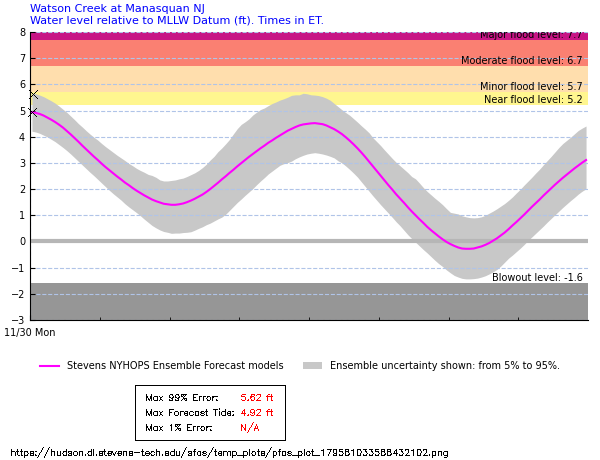 Watson Creek at Manasquan NJ
Water level relative to MLLW Datum (ft). Times in ET.
8
Major flood level: 7.7
7
Moderate flood level: 6.7
6
Minor flood level: 5.7
Near flood level: 5.2
5
4
3
2
1
0
−1
Blowout level: -1.6
−2
−3
11/30 Mon
Stevens NYHOPS Ensemble Forecast models
Ensemble uncertainty shown: from 5% to 95%.
Max 99% Error: 5.62 ft
Max Forecast Tide: 4.92 ft
Max 1% Error: N/A
https://hudson.dl.stevens-tech.edu/sfas/temp_plots/pfas_plot_179581033588432102.png